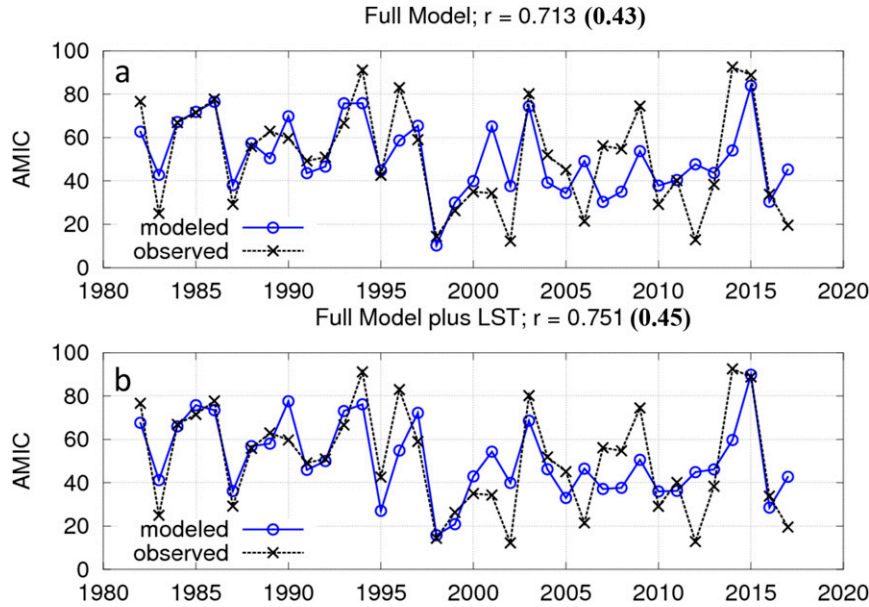 Full Model; r = 0.713 (0.43)
100
a
80
60
AMIC
40
20
modeled
observed
0
1980 1985 1990 1995 2000 2005 2010 2015 2020
Full Model plus LST; r = 0.751 (0.45)
100
b
80
60
AMIC
40
20
modeled
observed
0
1980 1985 1990 1995 2000 2005 2010 2015 2020